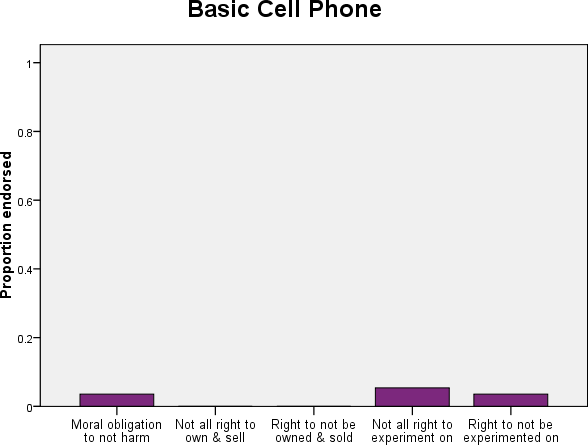 Basic Cell Phone
Proportion endorsed
1
0.8
0.6
0.4
0.2
0
Moral obligation
to not harm
Not all right to
own & sell
Right to not be
owned & sold
Not all right to
experiment on
Right to not be
experimented on